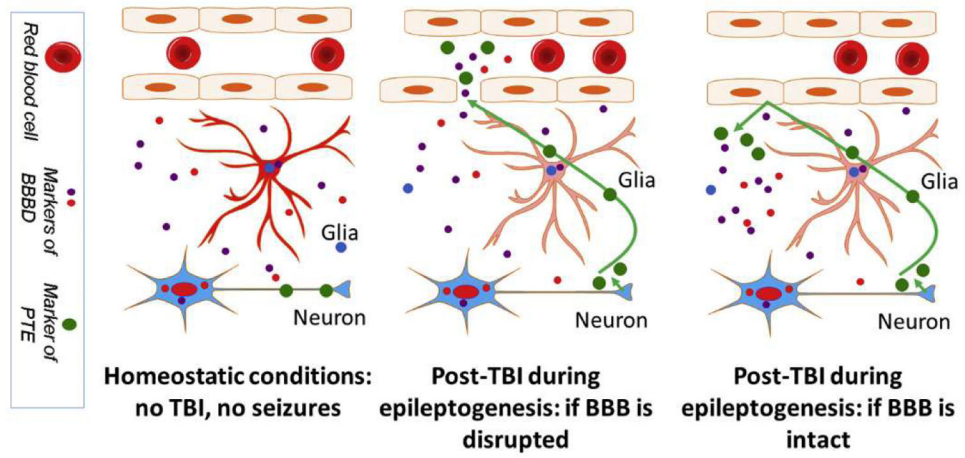 Red blood cell
Markers of
BBBD
Marker of
PTE
Glia
Neuron
Homeostatic conditions:
no TBI, no seizures
Glia
Neuron
Post-TBI during
epileptogenesis: if BBB is
disrupted
Glia
Neuron
Post-TBI during
epileptogenesis: if BBB is
intact